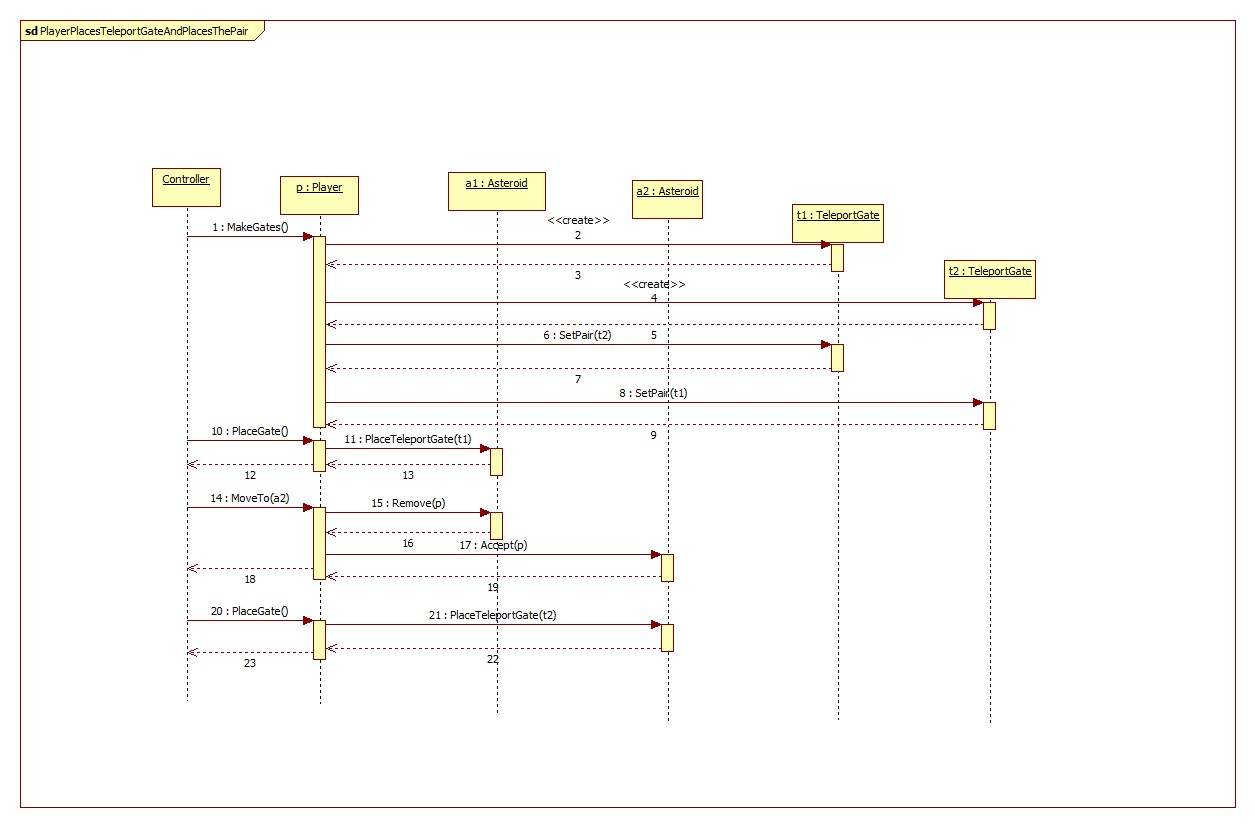 sd PlayerPlacesTeleportGateAndPlacesThePair
Controller
p : Player
a1 : Asteroid
a2 : Asteroid
t1 : TeleportGate
t2 : TeleportGate
1 : MakeGates()
<<create>>
2
3
<<create>>
4
5
6 : SetPair(t2)
7
8 : SetPair(t1)
9
10 : PlaceGate()
11 : PlaceTeleportGate(t1)
12
13
14 : MoveTo(a2)
15 : Remove(p)
16
17 : Accept(p)
18
19
20 : PlaceGate()
21 : PlaceTeleportGate(t2)
22
23